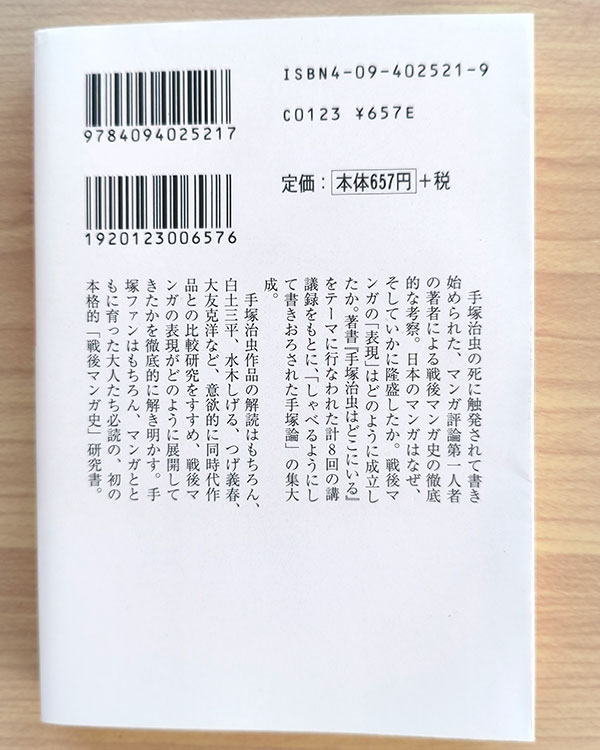 ISBN4-09-402521-9
9784094025217
C0123 ¥657E
1920123006576
定価：本体657円+税
手塚治虫の死に触発されて書き
始められた、マンガ評論第一人者
の著者による戦後マンガ史の徹底
的な考察。日本のマンガはなぜ、
そしていかに隆盛したか。戦後マ
ンガの「表現」はどのように成立し
たか。著書『手塚治虫はどこにいる』
をテーマに行なわれた計8回の講
議録をもとに、「しゃべるようにし
て書きおろされた手塚論」の集大
成。
手塚治虫作品の解読はもちろん、
白土三平、水木しげる、つげ義春、
大友克洋など、意欲的に同時代作
品との比較研究をすすめ、戦後マ
ンガの表現がどのように展開して
きたかを徹底的に解き明かす。手
塚ファンはもちろん、マンガとと
もに育った大人たち必読の、初の
本格的「戦後マンガ史」研究書。